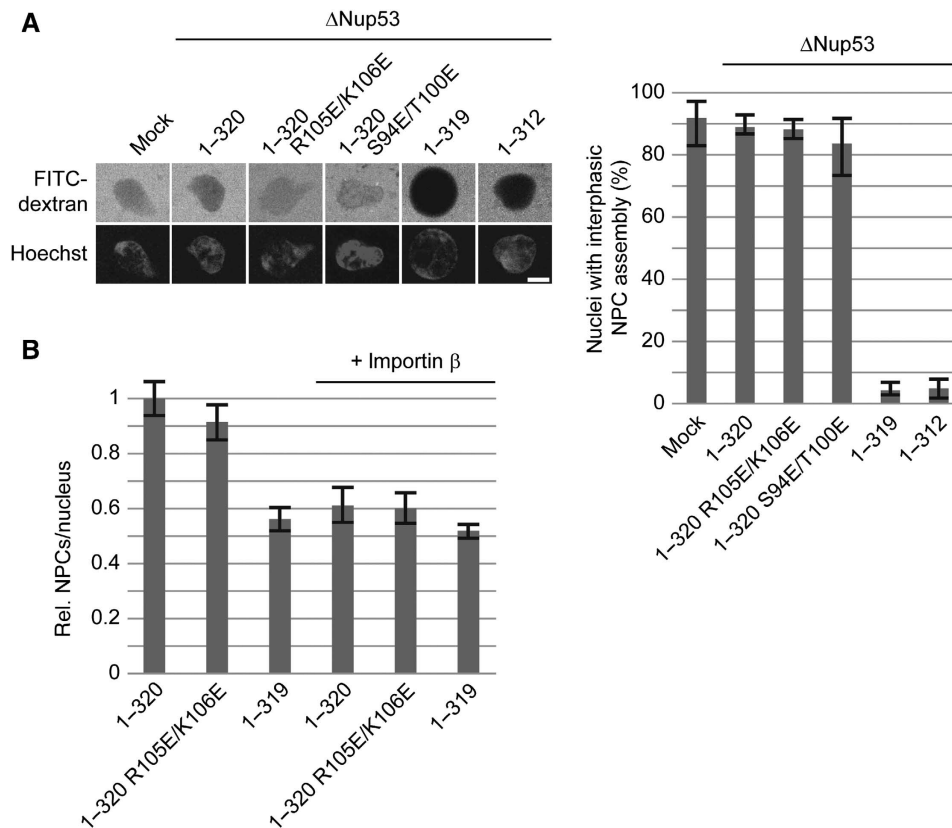 A
ΔNup53
Mock
1–320
1–320
R105E/K106E
1–320
S94E/T100E
1–319
1–312
FITC-
dextran
Hoechst
ΔNup53
Nuclei with interphasic
NPC assembly (%)
100
80
60
40
20
0
Mock
1–320
1–320 R105E/K106E
1–320 S94E/T100E
1–319
1–312
B
+ Importin β
Rel. NPCs/nucleus
1
0.8
0.6
0.4
0.2
0
1–320
1–320 R105E/K106E
1–319
1–320
1–320 R105E/K106E
1–319